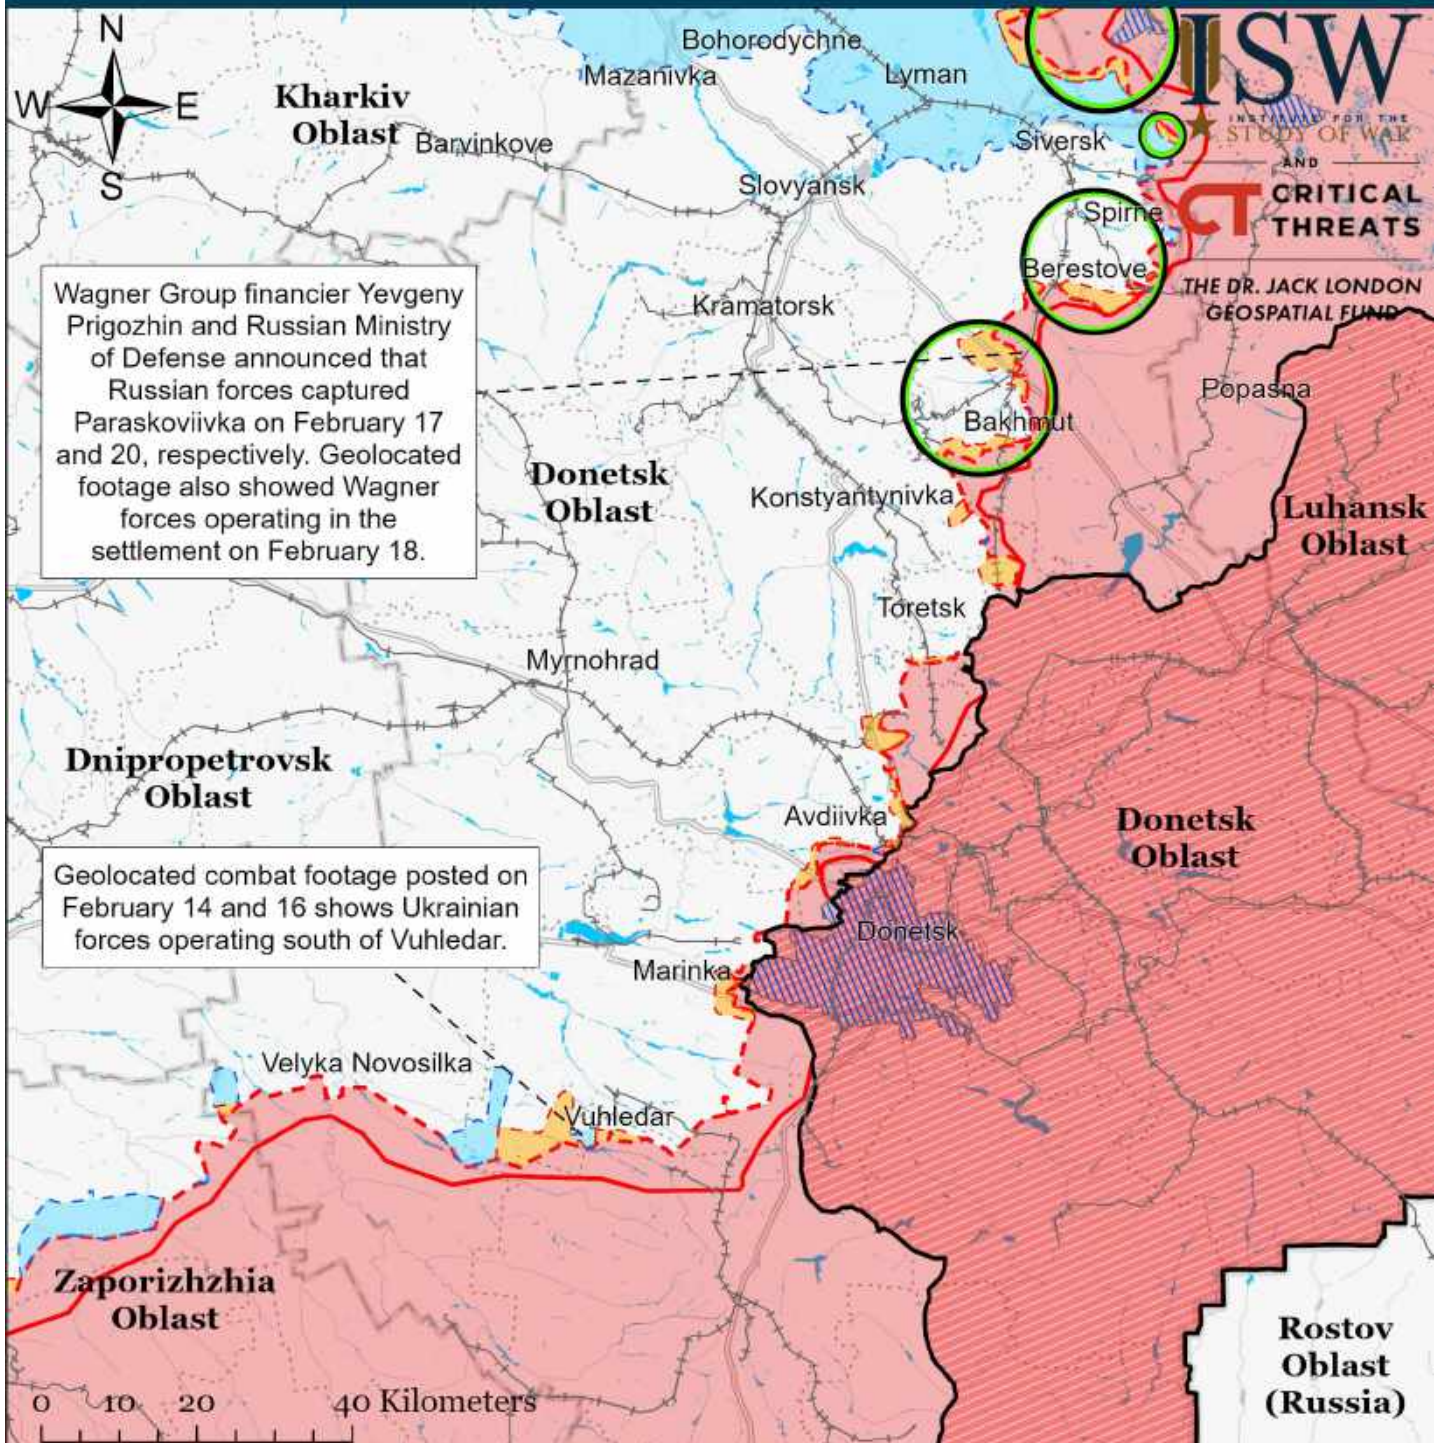 N
W
E
S
Kharkiv
Oblast
Barvinkove
Bohorodychne
Mazanivka
Lyman
Siversk
Slovyansk
Spirne
Berestove
Kramatorsk
Popasna
Bakhmut
ISW
INSTITUTE FOR THE
STUDY OF WAR
AND
CT CRITICAL
THREATS
THE DR. JACK LONDON
GEOSPATIAL FUND
Wagner Group financier Yevgeny
Prigozhin and Russian Ministry
of Defense announced that
Russian forces captured
Paraskoviivka on February 17
and 20, respectively. Geolocated
footage also showed Wagner
forces operating in the
settlement on February 18.
Donetsk
Oblast
Konstyantynivka
Luhansk
Oblast
Toretsk
Myrnohrad
Dnipropetrovsk
Oblast
Avdiivka
Donetsk
Oblast
Geolocated combat footage posted on
February 14 and 16 shows Ukrainian
forces operating south of Vuhledar.
Donetsk
Marinka
Velyka Novosilka
Vuhledar
Zaporizhzhia
Oblast
Rostov
Oblast
(Russia)
0 10 20 40 Kilometers